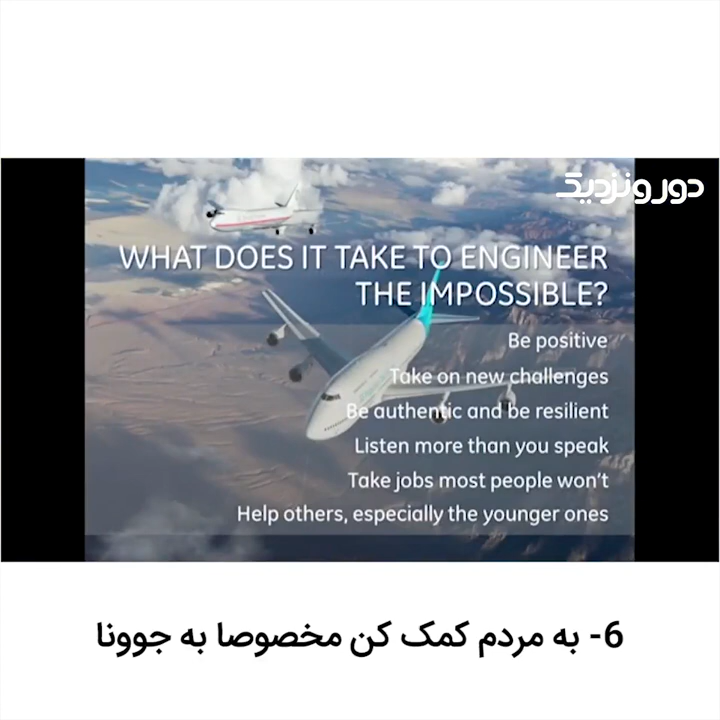 دورونزدیک
WHAT DOES IT TAKE TO ENGINEER
THE IMPOSSIBLE?
Be positive
Take on new challenges
Be authentic and be resilient
Listen more than you speak
Take jobs most people won't
Help others, especially the younger ones
6- به مردم کمک کن مخصوصا به جوونا